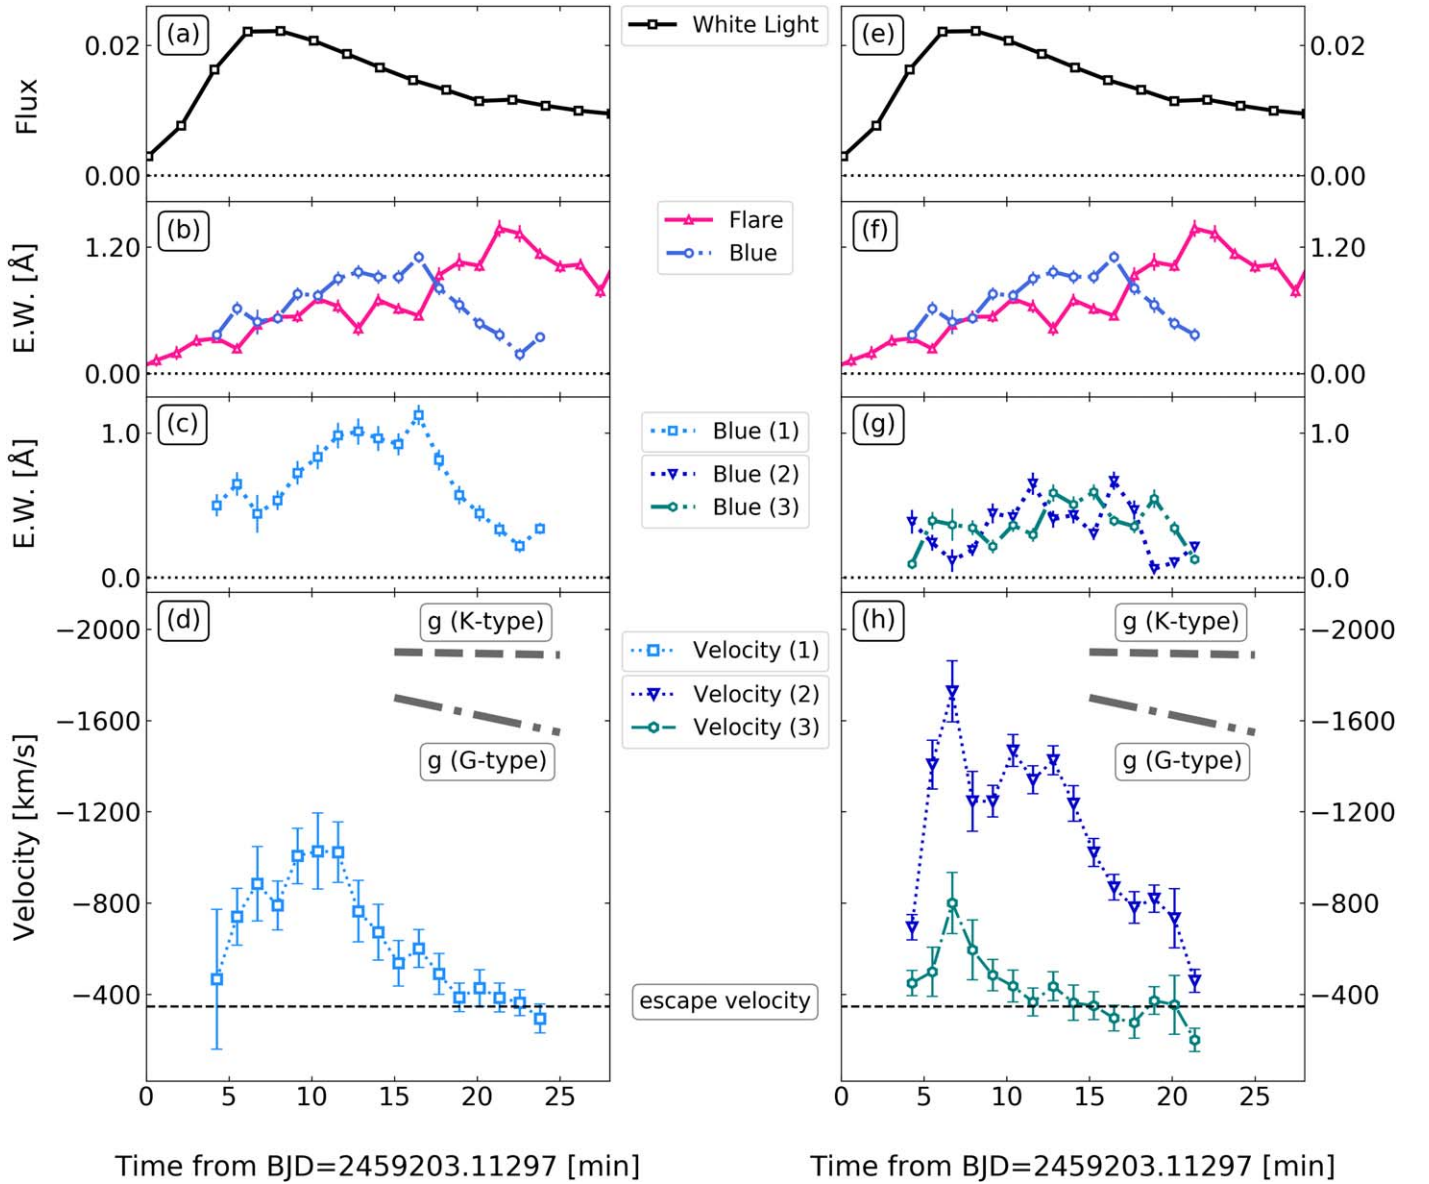 (a)
0.02
0.00
Flux
White Light
(e)
0.02
0.00
(b)
1.20
0.00
E.W. [Å]
Flare
Blue
(f)
1.20
0.00
(c)
1.0
0.0
E.W. [Å]
Blue (1)
Blue (2)
Blue (3)
(g)
1.0
0.0
(d)
−2000
−1600
−1200
−800
−400
Velocity [km/s]
g (K-type)
g (G-type)
Velocity (1)
Velocity (2)
Velocity (3)
escape velocity
(h)
g (K-type)
g (G-type)
−2000
−1600
−1200
−800
−400
0 5 10 15 20 25
0 5 10 15 20 25
Time from BJD=2459203.11297 [min]
Time from BJD=2459203.11297 [min]